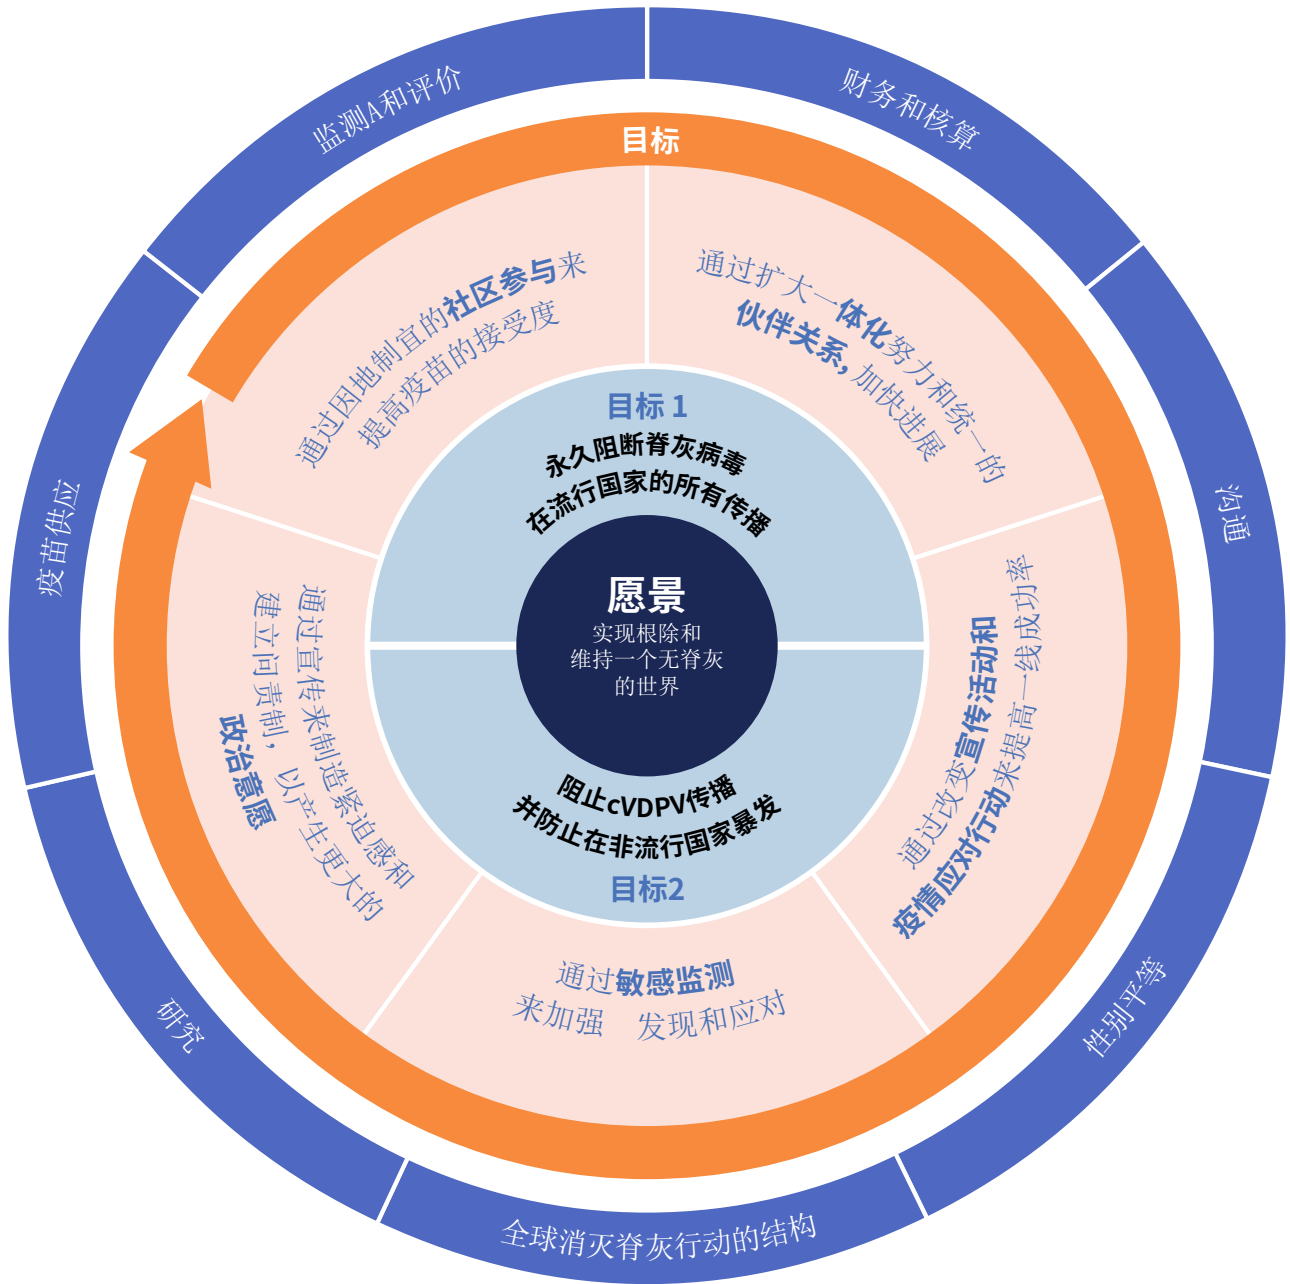 监测A和评价
财务和核算
沟通
性别平等
全球消灭脊灰行动的结构
研究
疫苗供应
目标
通过因地制宜的社区参与来
提高疫苗的接受度
通过扩大一体化努力和统一的
伙伴关系，加快进展
通过改变宣传活动和
疫情应对行动来提高一线成功率
通过敏感监测
来加强 发现和应对
通过宣传来制造紧迫感和
建立问责制，以产生更大的
政治意愿
目标 1
永久阻断脊灰病毒
在流行国家的所有传播
愿景
实现根除和
维持一个无脊灰
的世界
阻止cVDPV传播
并防止在非流行国家暴发
目标2